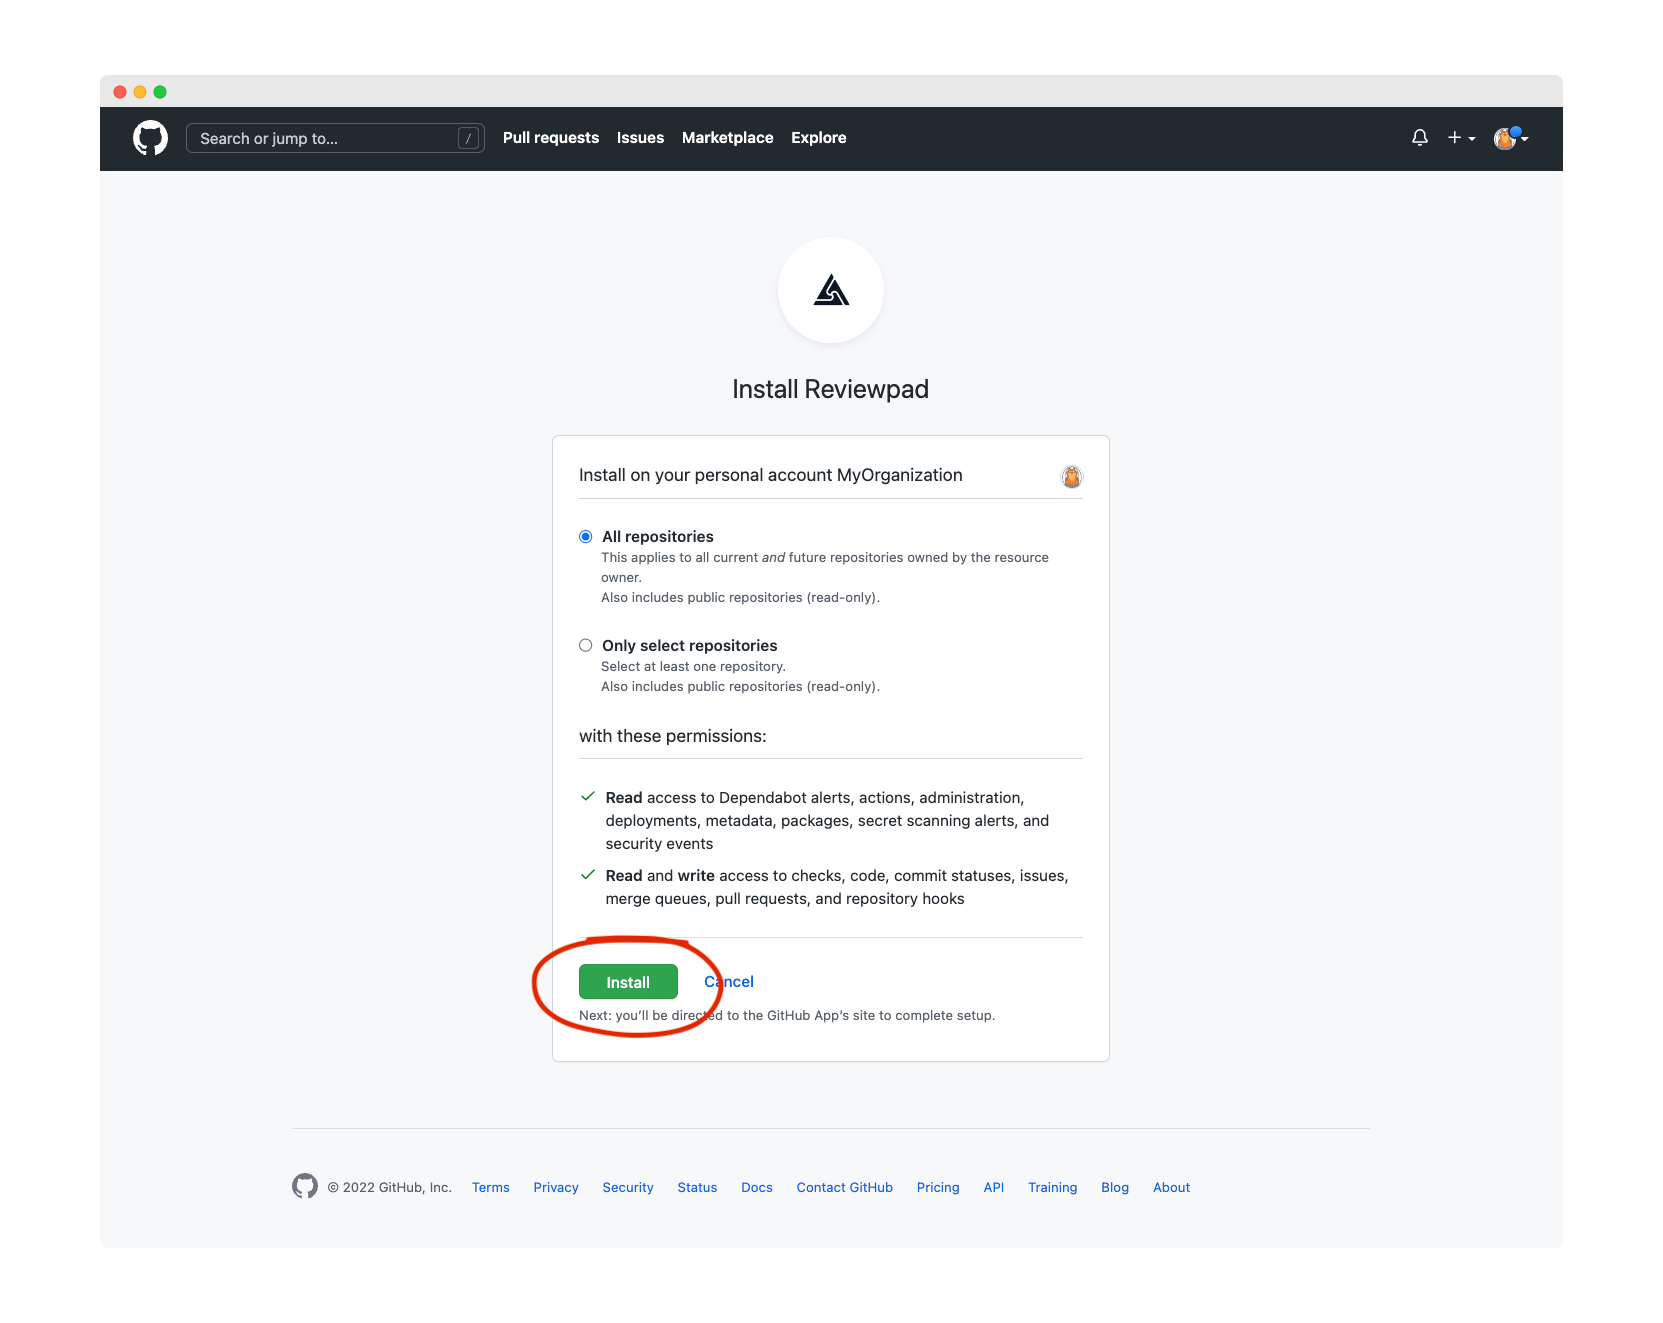 Search or jump to... / Pull requests Issues Marketplace Explore
Install Reviewpad
Install on your personal account MyOrganization
All repositories
This applies to all current and future repositories owned by the resource
owner.
Also includes public repositories (read-only).
Only select repositories
Select at least one repository.
Also includes public repositories (read-only).
with these permissions:
Read access to Dependabot alerts, actions, administration,
deployments, metadata, packages, secret scanning alerts, and
security events
Read and write access to checks, code, commit statuses, issues,
merge queues, pull requests, and repository hooks
Install Cancel
Next: you’ll be directed to the GitHub App’s site to complete setup.
© 2022 GitHub, Inc. Terms Privacy Security Status Docs Contact GitHub Pricing API Training Blog About